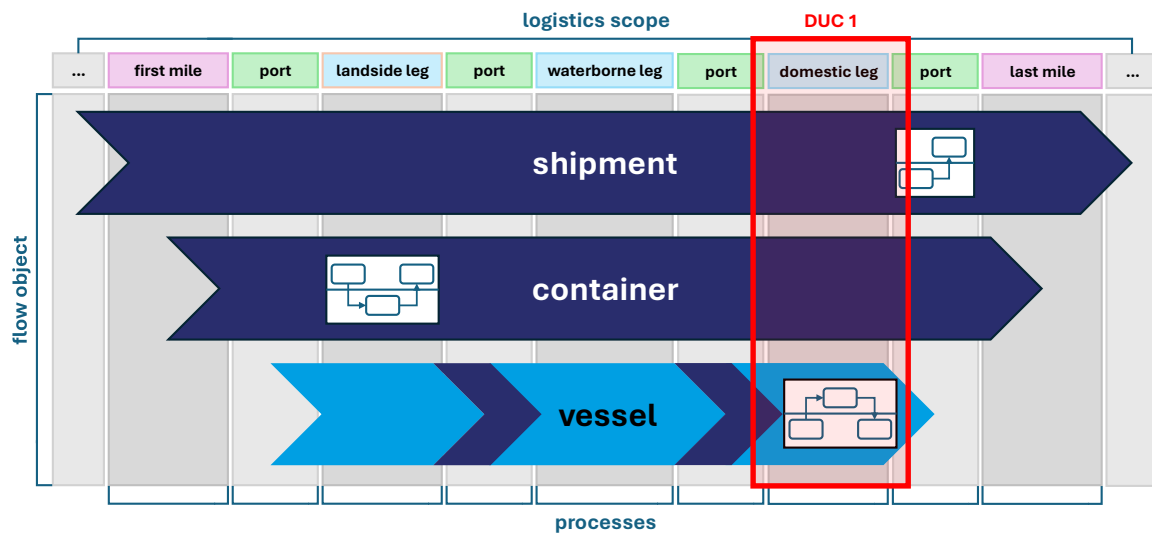 logistics scope
DUC 1
...
first mile
port
landside leg
port
waterborne leg
port
domestic leg
port
last mile
...
flow object
shipment
container
vessel
processes